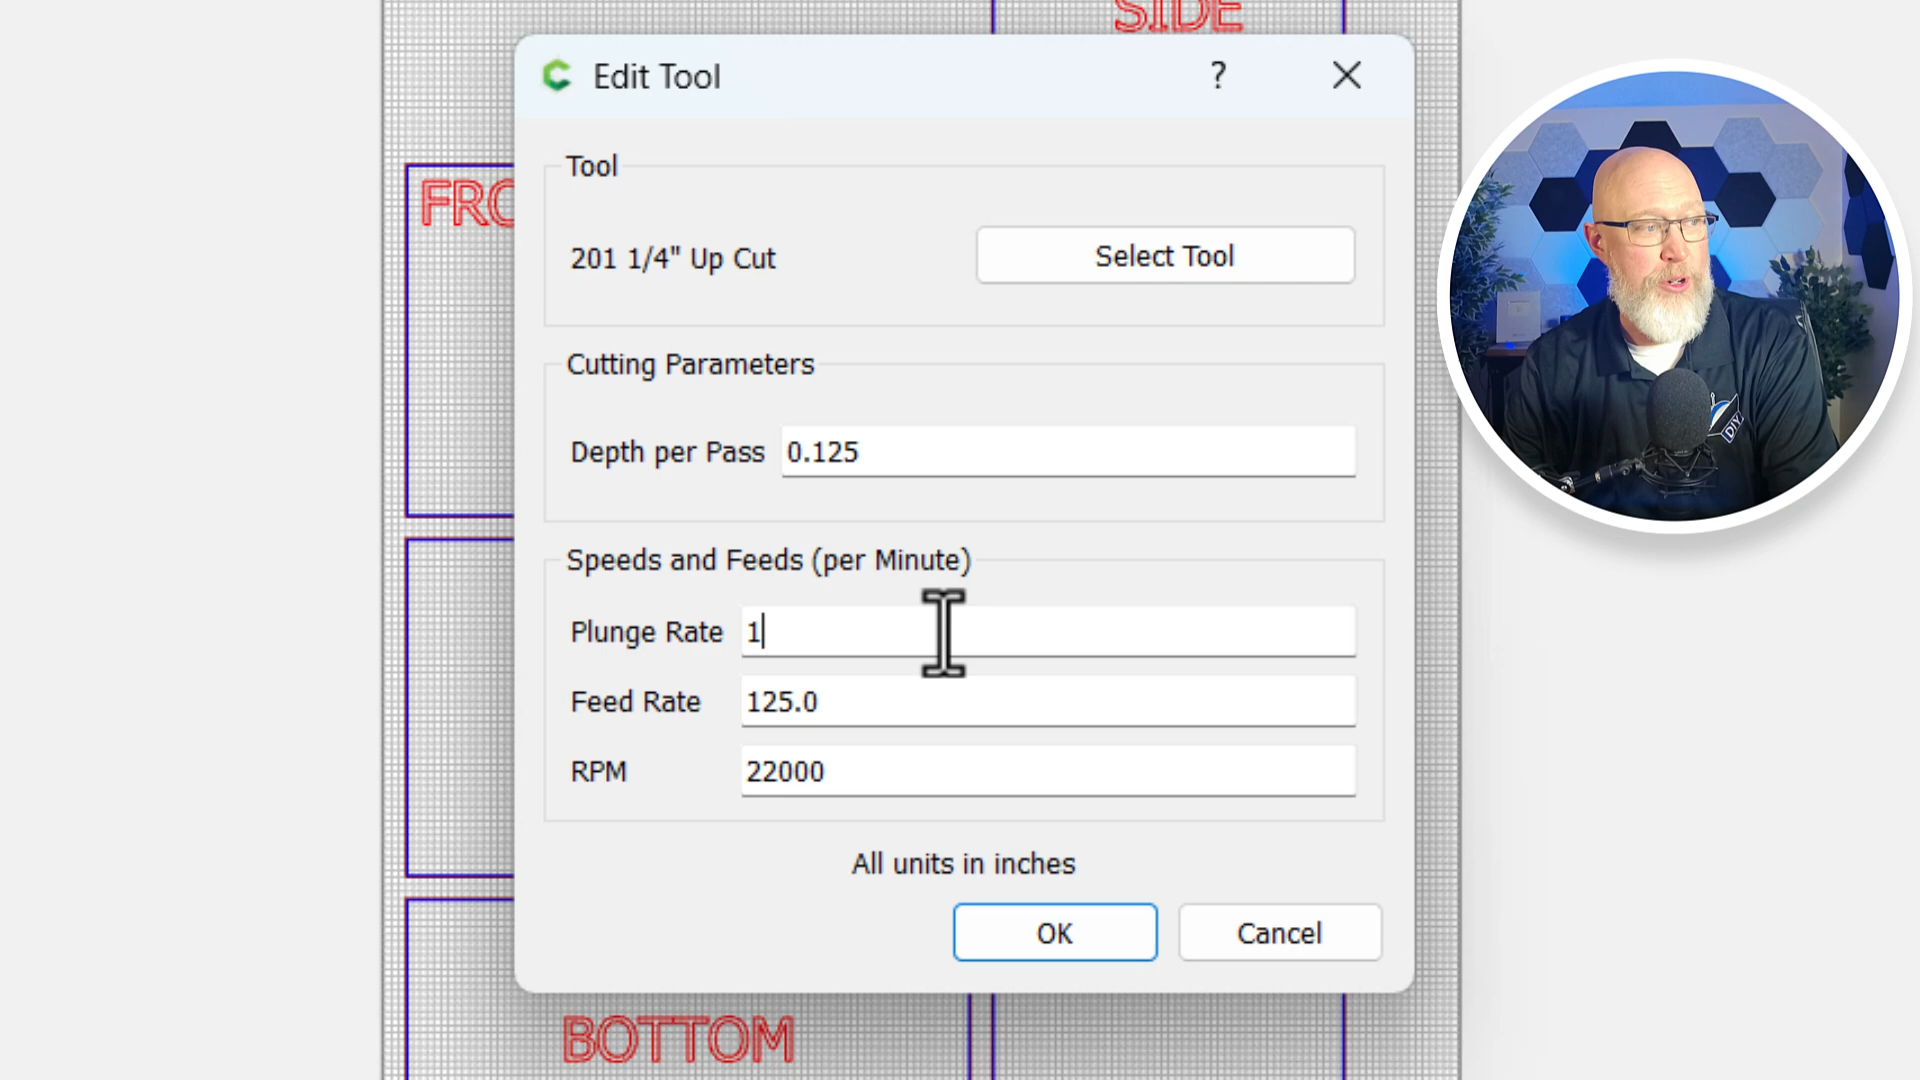 SIDE
Edit Tool
?
FRO
Tool
201 1/4" Up Cut
Select Tool
Cutting Parameters
Depth per Pass 0.125
Speeds and Feeds (per Minute)
Plunge Rate 1
Feed Rate 125.0
RPM 22000
All units in inches
OK
Cancel
BOTTOM
DIY